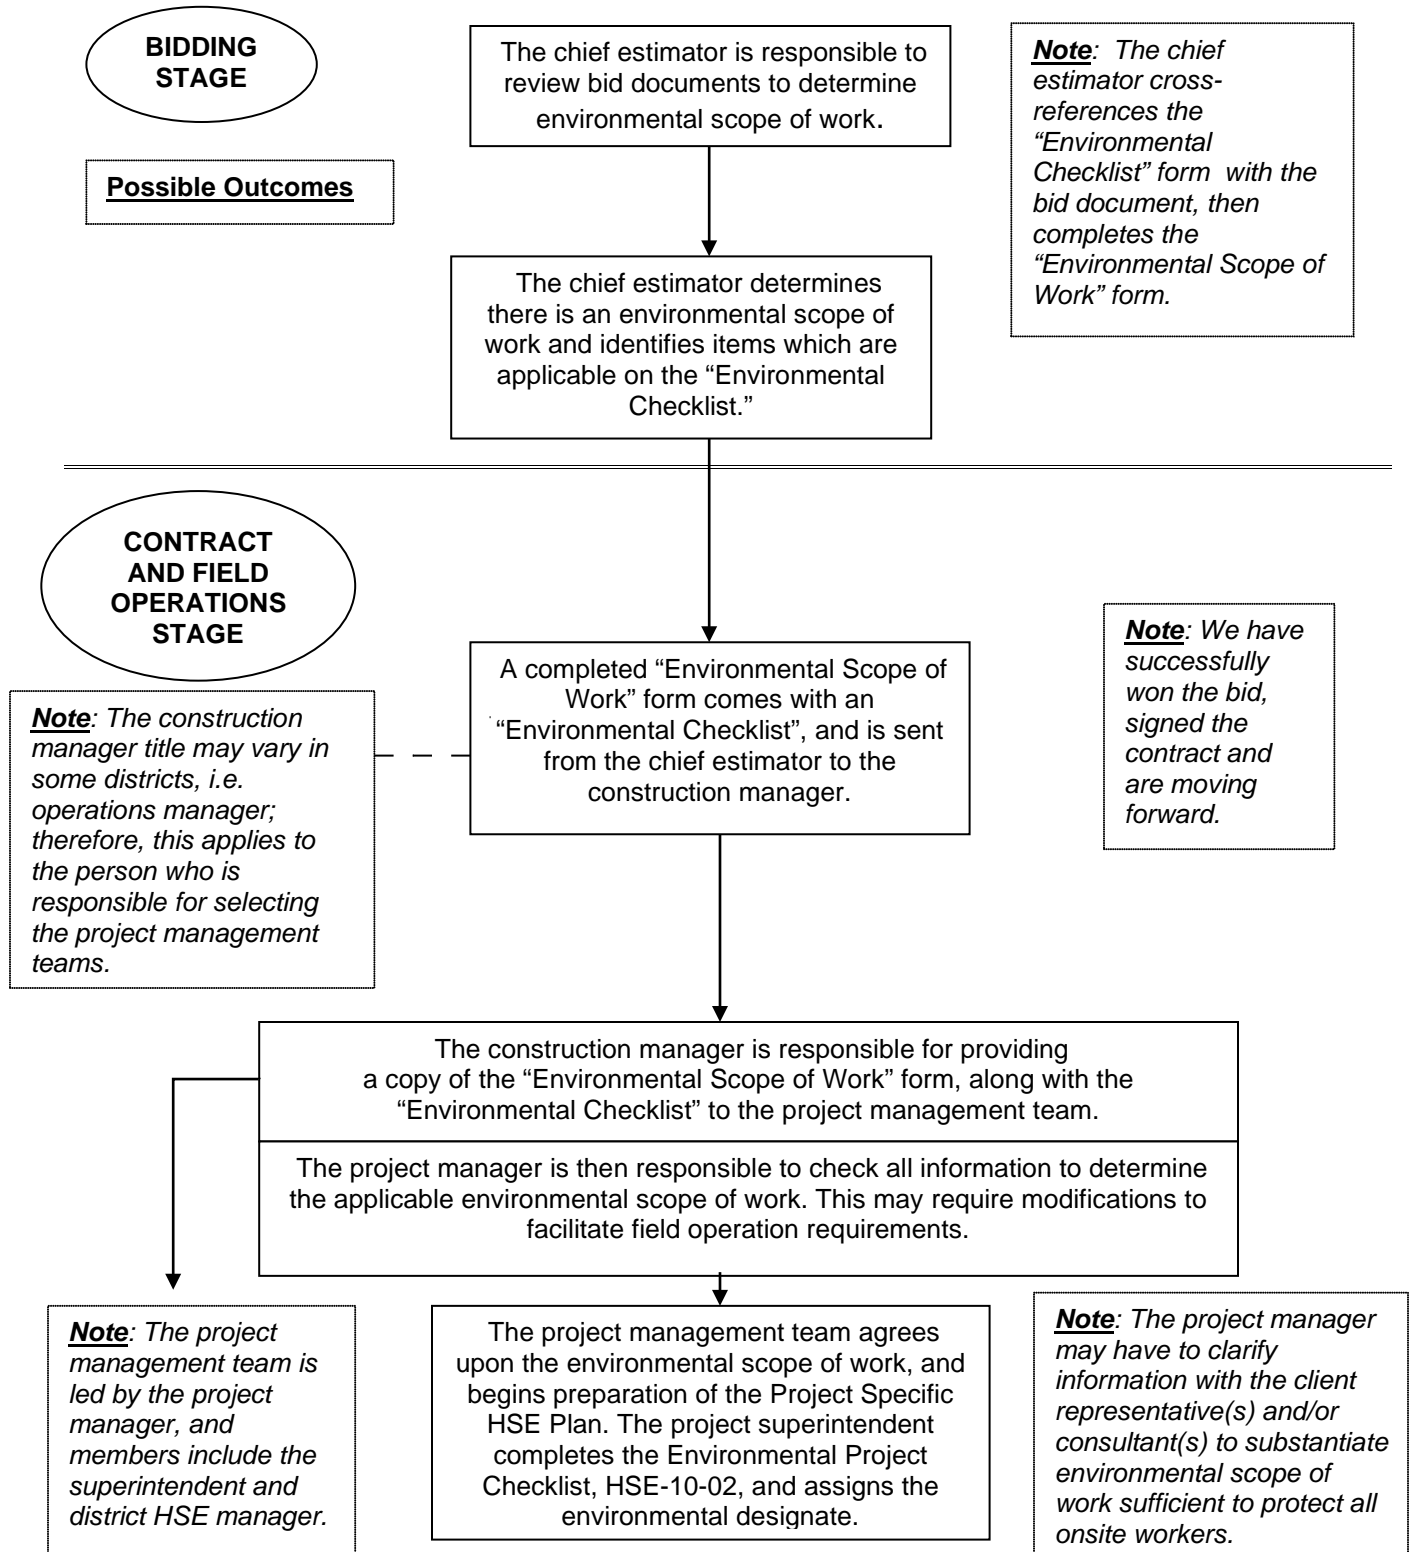 BIDDING
STAGE
The chief estimator is responsible to
review bid documents to determine
environmental scope of work.
Note:  The chief
estimator cross-
references the
“Environmental
Checklist” form  with the
bid document, then
completes the
“Environmental Scope of
Work” form.
Possible Outcomes
The chief estimator determines
there is an environmental scope of
work and identifies items which are
applicable on the “Environmental
Checklist.”
CONTRACT
AND FIELD
OPERATIONS
STAGE
Note: We have
successfully
won the bid,
signed the
contract and
are moving
forward.
A completed “Environmental Scope of
Work” form comes with an
“Environmental Checklist”, and is sent
from the chief estimator to the
construction manager.
Note: The construction
manager title may vary in
some districts, i.e.
operations manager;
therefore, this applies to
the person who is
responsible for selecting
the project management
teams.
The construction manager is responsible for providing
a copy of the “Environmental Scope of Work” form, along with the
“Environmental Checklist” to the project management team.
The project manager is then responsible to check all information to determine
the applicable environmental scope of work. This may require modifications to
facilitate field operation requirements.
Note: The project
management team is
led by the project
manager, and
members include the
superintendent and
district HSE manager.
The project management team agrees
upon the environmental scope of work, and
begins preparation of the Project Specific
HSE Plan. The project superintendent
completes the Environmental Project
Checklist, HSE-10-02, and assigns the
environmental designate.
Note: The project manager
may have to clarify
information with the client
representative(s) and/or
consultant(s) to substantiate
environmental scope of
work sufficient to protect all
onsite workers.